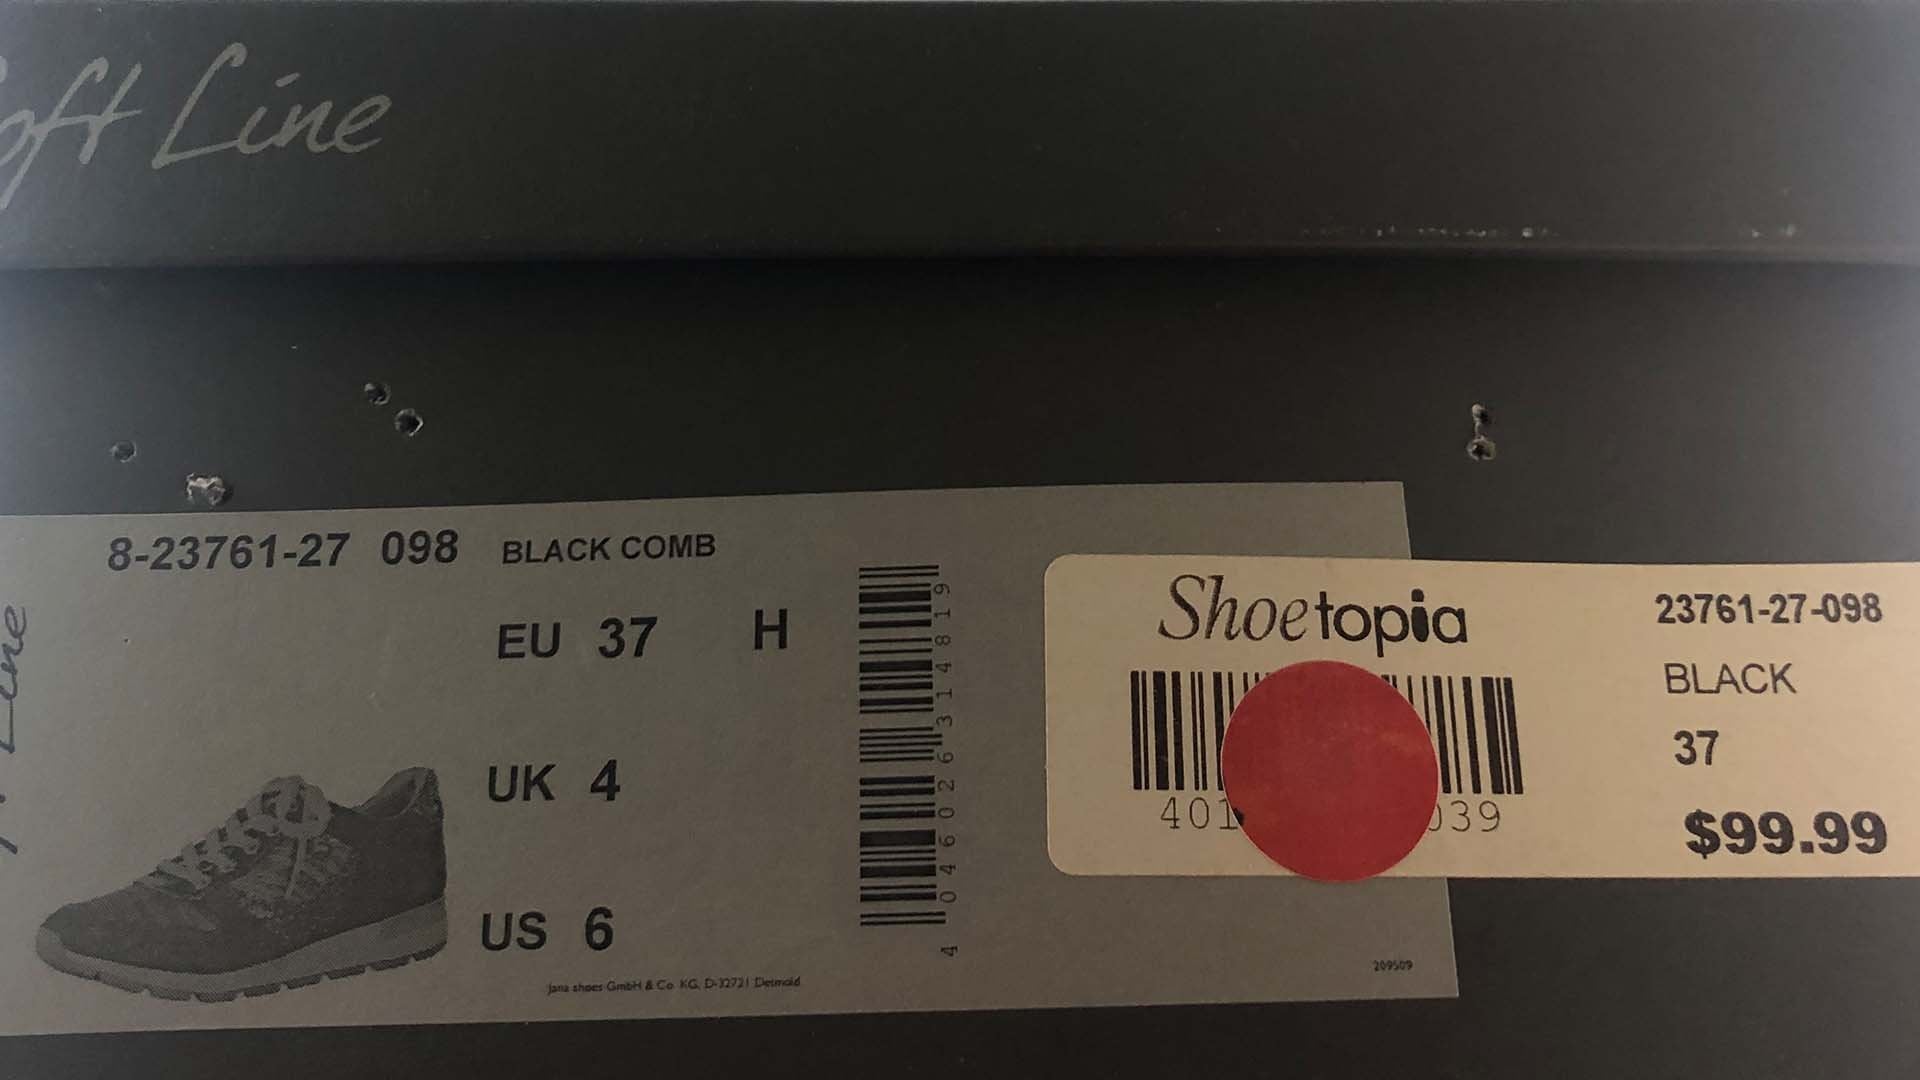 oft Line
8-23761-27 098 BLACK COMB
EU 37 H
UK 4
US 6
4 046026 314819
Jana shoes GmbH & Co. KG, D-32721 Detmold
209509
Line
Shoetopia
401
039
23761-27-098
BLACK
37
$99.99